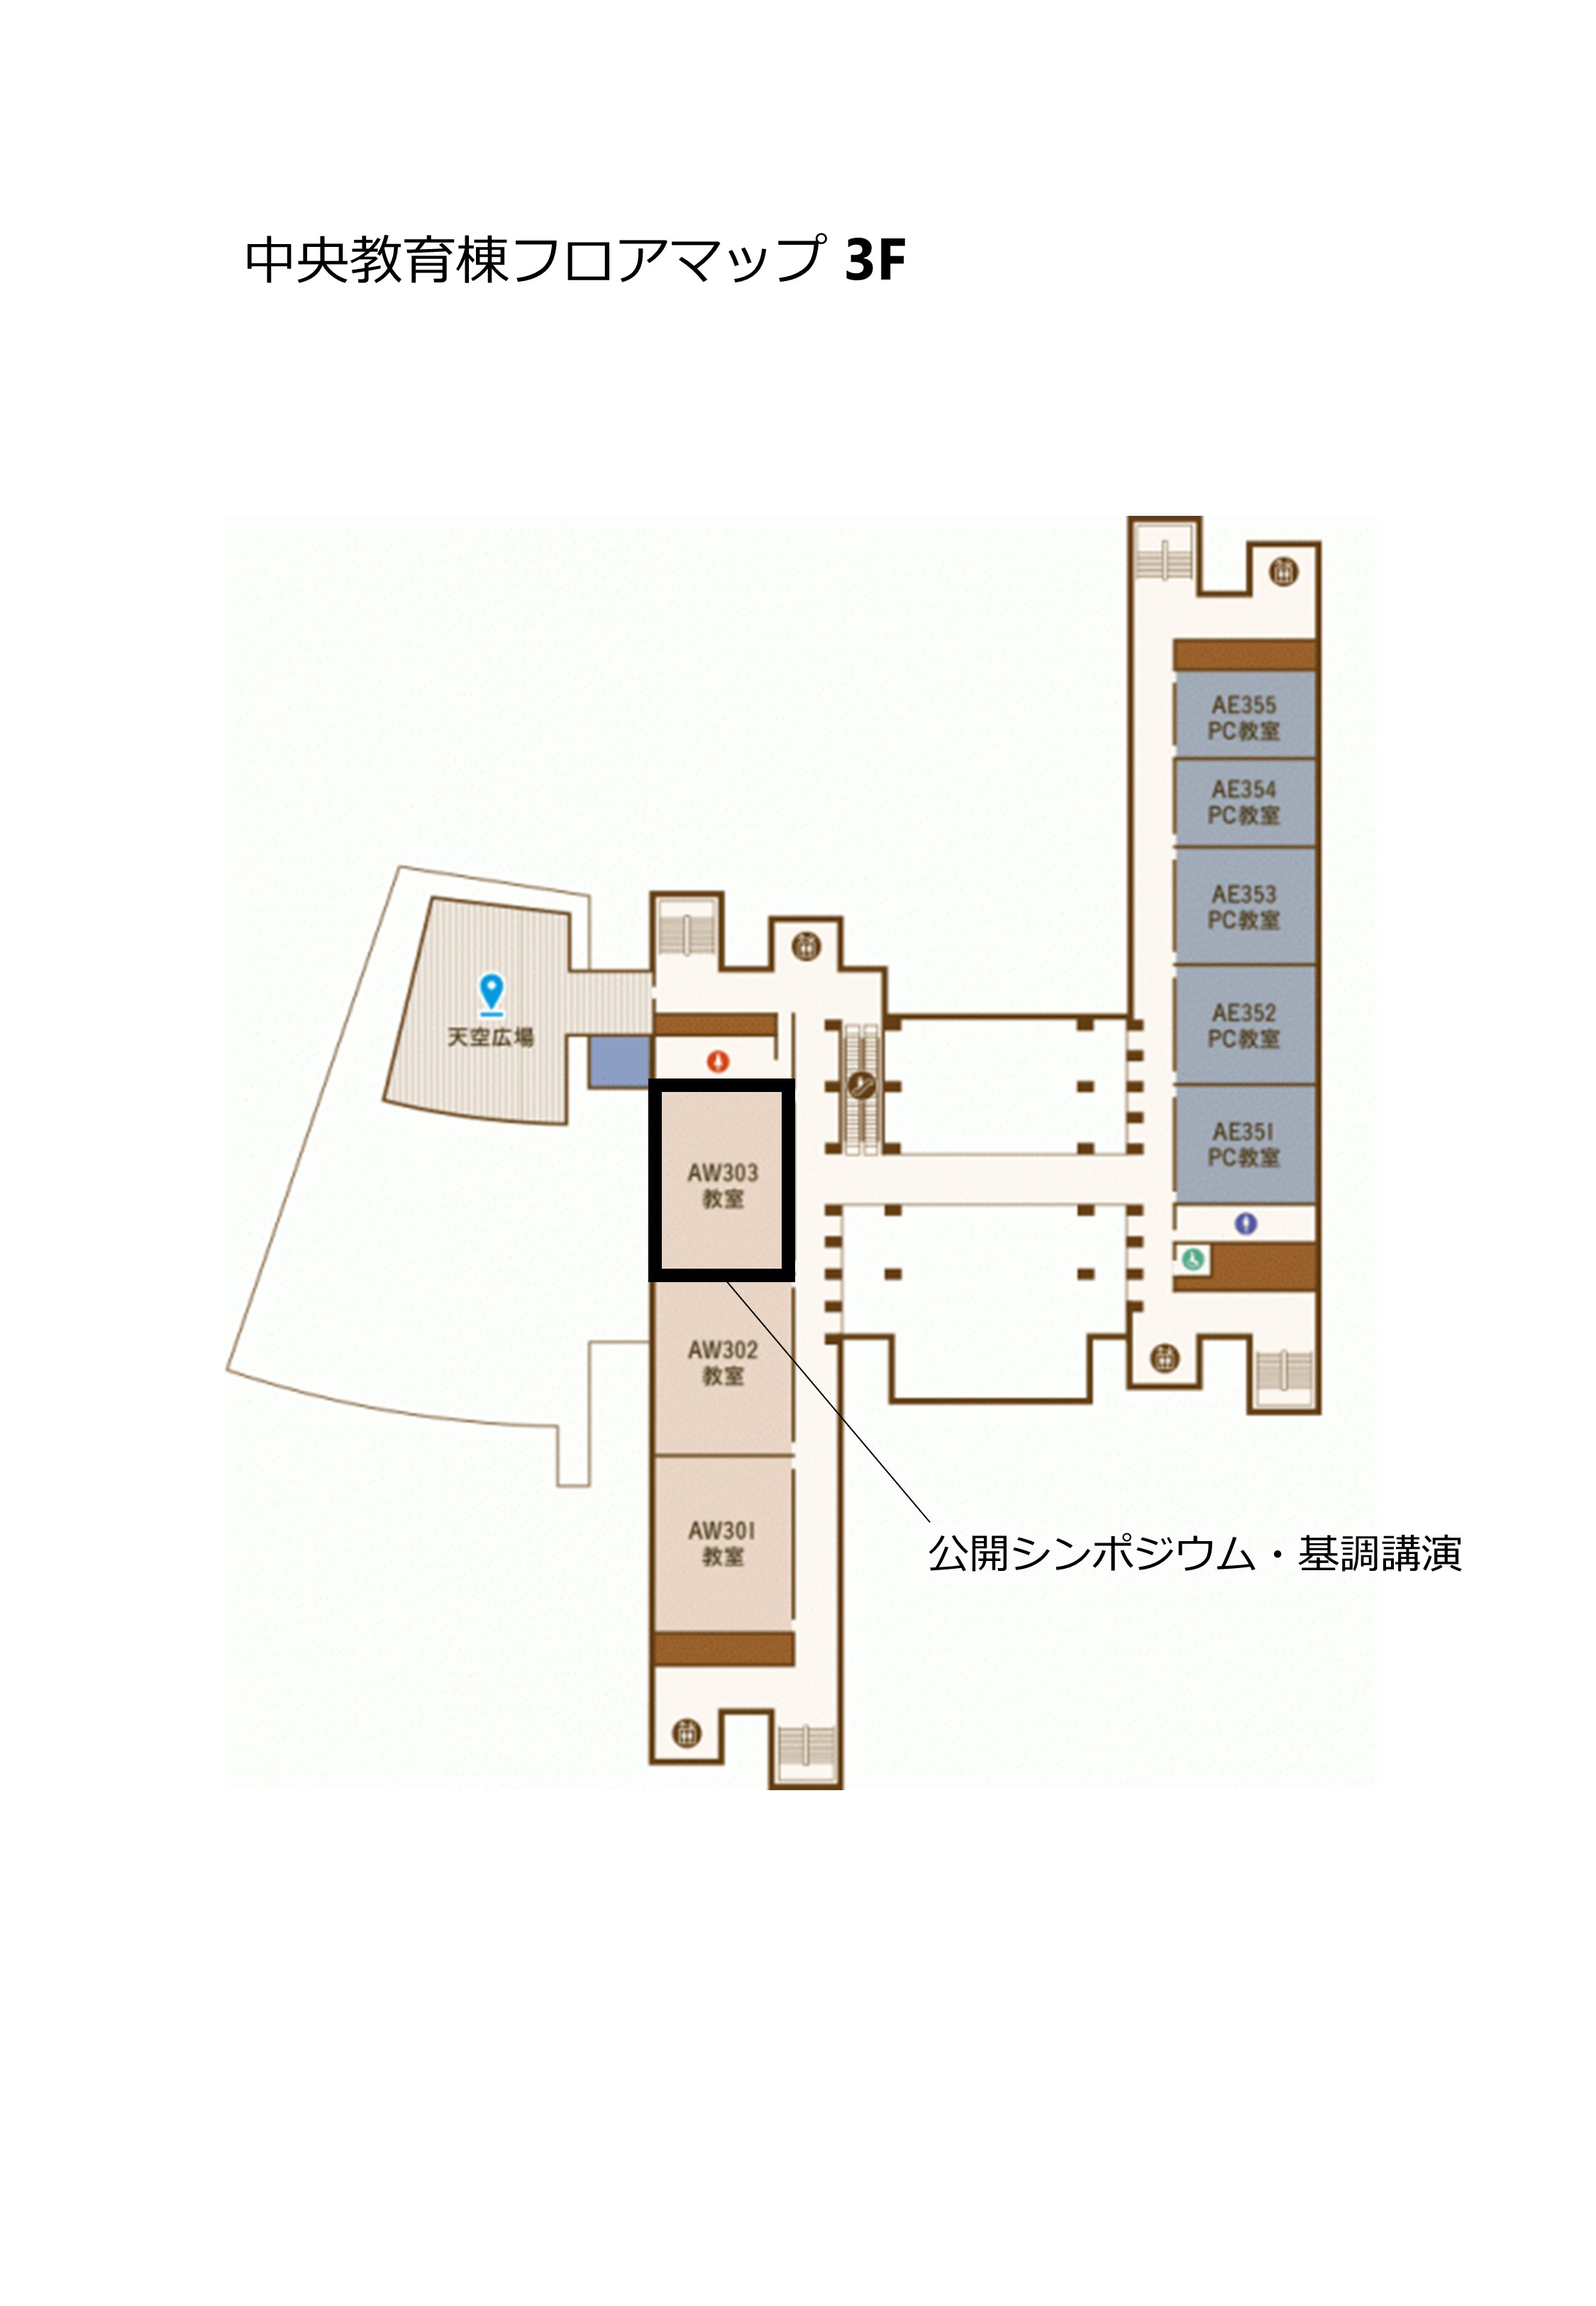 中央教育棟フロアマップ 3F
AE355
PC教室
AE354
PC教室
AE353
PC教室
天空広場
AE352
PC教室
AE351
PC教室
AW303
教室
AW302
教室
AW301
教室
公開シンポジウム・基調講演